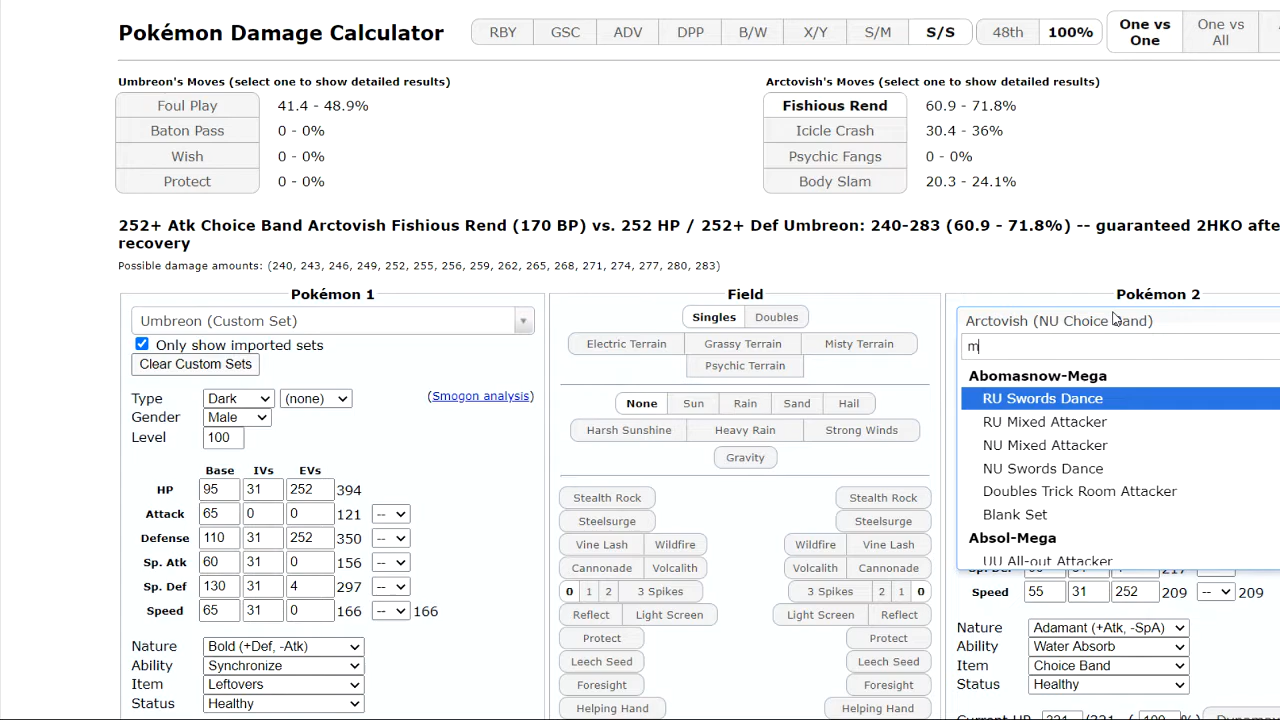 Pokémon Damage Calculator
RBY GSC ADV DPP B/W X/Y S/M S/S 48th 100% One vs One One vs All
Umbreon's Moves (select one to show detailed results)
Foul Play 41.4 - 48.9%
Baton Pass 0 - 0%
Wish 0 - 0%
Protect 0 - 0%
Arctovish's Moves (select one to show detailed results)
Fishious Rend 60.9 - 71.8%
Icicle Crash 30.4 - 36%
Psychic Fangs 0 - 0%
Body Slam 20.3 - 24.1%
252+ Atk Choice Band Arctovish Fishious Rend (170 BP) vs. 252 HP / 252+ Def Umbreon: 240-283 (60.9 - 71.8%) -- guaranteed 2HKO afte
recovery
Possible damage amounts: (240, 243, 246, 249, 252, 255, 256, 259, 262, 265, 268, 271, 274, 277, 280, 283)
Pokémon 1
Umbreon (Custom Set)
Only show imported sets
Clear Custom Sets
Type Dark (none) (Smogon analysis)
Gender Male
Level 100
Base IVs EVs
HP 95 31 252 394
Attack 65 0 0 121 --
Defense 110 31 252 350 --
Sp. Atk 60 31 0 156 --
Sp. Def 130 31 4 297 --
Speed 65 31 0 166 -- 166
Nature Bold (+Def, -Atk)
Ability Synchronize
Item Leftovers
Status Healthy
Field
Singles Doubles
Electric Terrain Grassy Terrain Misty Terrain
Psychic Terrain
None Sun Rain Sand Hail
Harsh Sunshine Heavy Rain Strong Winds
Gravity
Stealth Rock Stealth Rock
Steelsurge Steelsurge
Vine Lash Wildfire Wildfire Vine Lash
Cannonade Volcalith Volcalith Cannonade
0 1 2 3 Spikes 3 Spikes 2 1 0
Reflect Light Screen Light Screen Reflect
Protect Protect
Leech Seed Leech Seed
Foresight Foresight
Helping Hand Helping Hand
Pokémon 2
Arctovish (NU Choice Band)
m
Abomasnow-Mega
RU Swords Dance
RU Mixed Attacker
NU Mixed Attacker
NU Swords Dance
Doubles Trick Room Attacker
Blank Set
Absol-Mega
UU All-out Attacker
Speed 55 31 252 209 -- 209
Nature Adamant (+Atk, -SpA)
Ability Water Absorb
Item Choice Band
Status Healthy